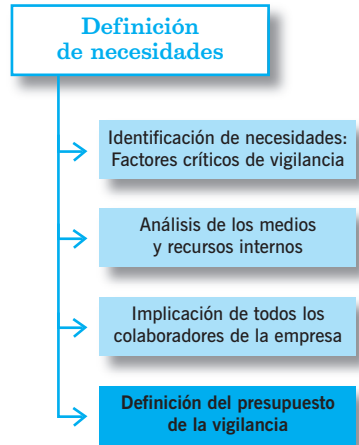 Definición
de necesidades
Identificación de necesidades:
Factores críticos de vigilancia
Análisis de los medios
y recursos internos
Implicación de todos los
colaboradores de la empresa
Definición del presupuesto
de la vigilancia